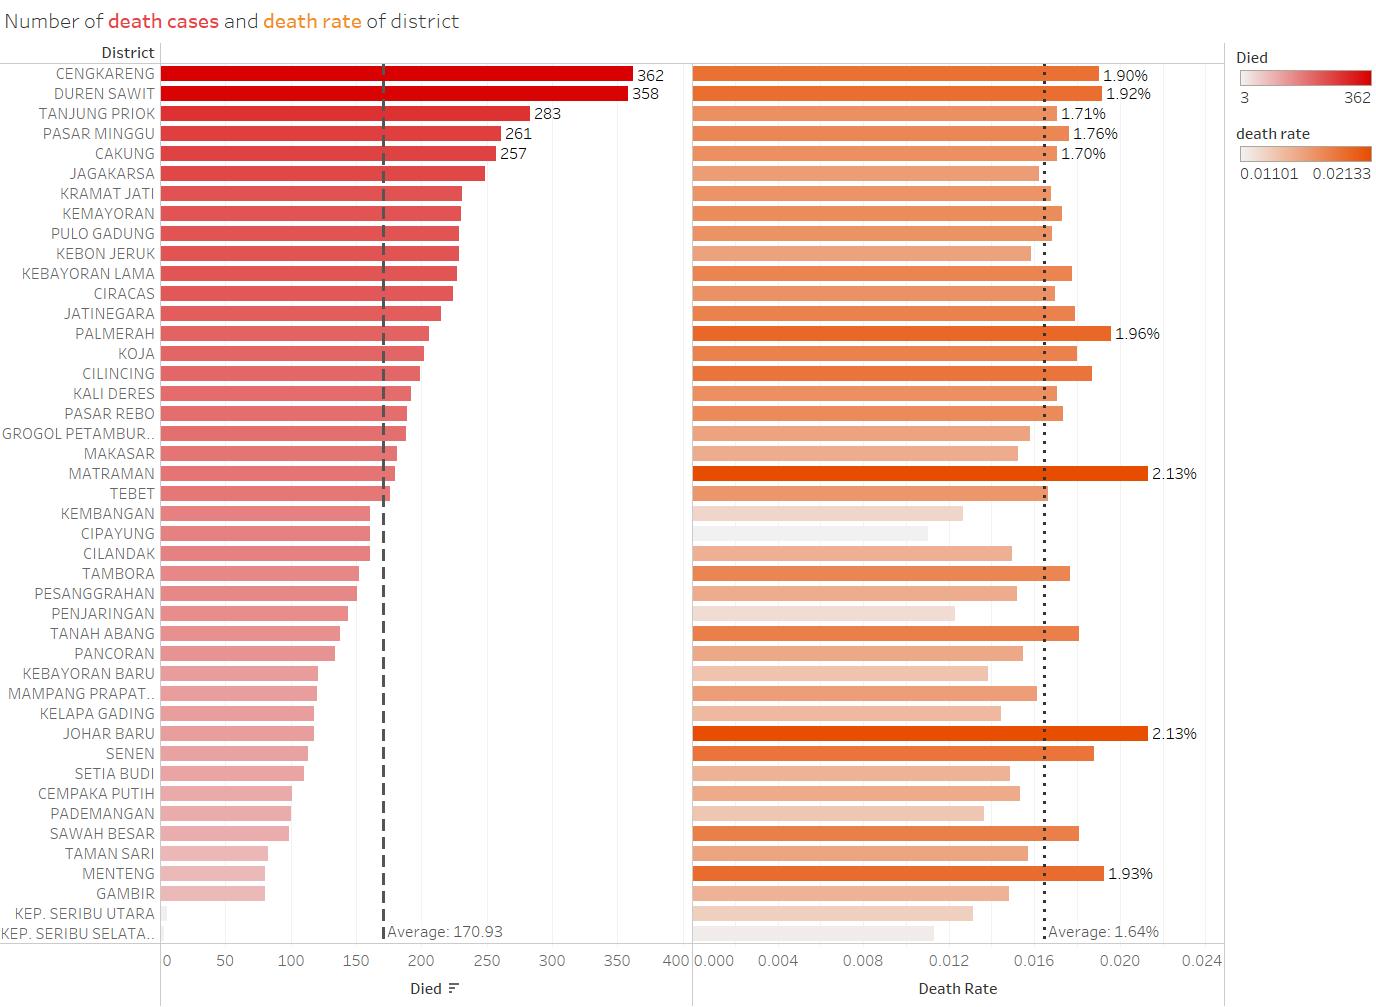 Number of death cases and death rate of district
District
CENGKARENG 362 1.90%
DUREN SAWIT 358 1.92%
TANJUNG PRIOK 283 1.71%
PASAR MINGGU 261 1.76%
CAKUNG 257 1.70%
JAGAKARSA
KRAMAT JATI
KEMAYORAN
PULO GADUNG
KEBON JERUK
KEBAYORAN LAMA
CIRACAS
JATINEGARA
PALMERAH 1.96%
KOJA
CILINCING
KALI DERES
PASAR REBO
GROGOL PETAMBUR..
MAKASAR
MATRAMAN 2.13%
TEBET
KEMBANGAN
CIPAYUNG
CILANDAK
TAMBORA
PESANGGRAHAN
PENJARINGAN
TANAH ABANG
PANCORAN
KEBAYORAN BARU
MAMPANG PRAPAT..
KELAPA GADING
JOHAR BARU 2.13%
SENEN
SETIA BUDI
CEMPAKA PUTIH
PADEMANGAN
SAWAH BESAR
TAMAN SARI
MENTENG 1.93%
GAMBIR
KEP. SERIBU UTARA
KEP. SERIBU SELATA.. Average: 170.93 Average: 1.64%
0 50 100 150 200 250 300 350 400 0.000 0.004 0.008 0.012 0.016 0.020 0.024
Died Death Rate
Died
3 362
death rate
0.01101 0.02133